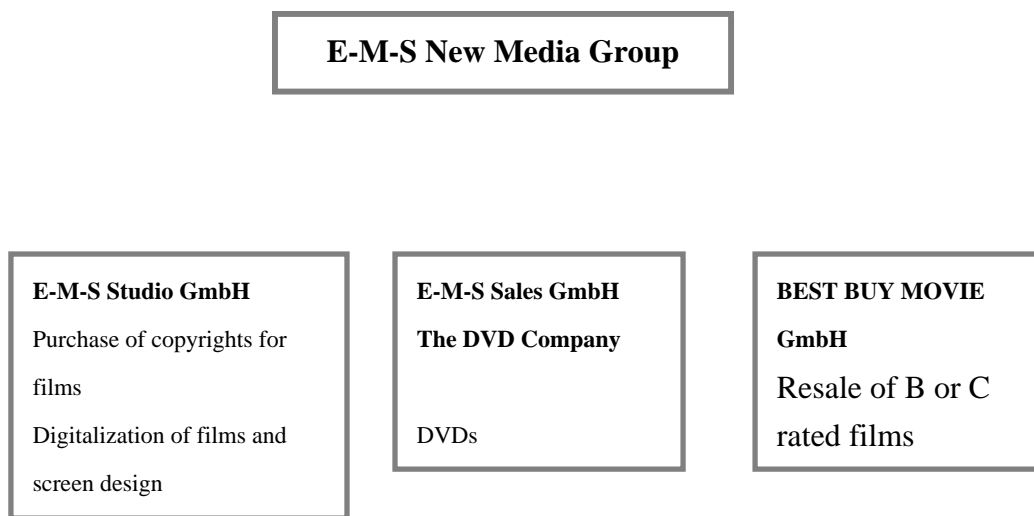 E-M-S New Media Group
E-M-S Studio GmbH
Purchase of copyrights for
films
Digitalization of films and
screen design
E-M-S Sales GmbH
The DVD Company
DVDs
BEST BUY MOVIE
GmbH
Resale of B or C
rated films